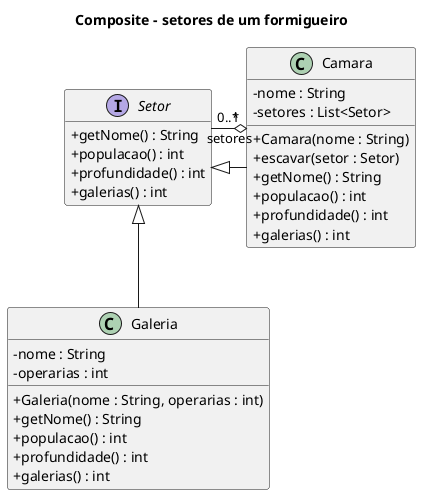 Composite - setores de um formigueiro
I Setor
+getNome() : String
+populacao() : int
+profundidade() : int
+galerias() : int
0..*
1
setores
C Camara
-nome : String
-setores : List<Setor>
+Camara(nome : String)
+escavar(setor : Setor)
+getNome() : String
+populacao() : int
+profundidade() : int
+galerias() : int
C Galeria
-nome : String
-operarias : int
+Galeria(nome : String, operarias : int)
+getNome() : String
+populacao() : int
+profundidade() : int
+galerias() : int